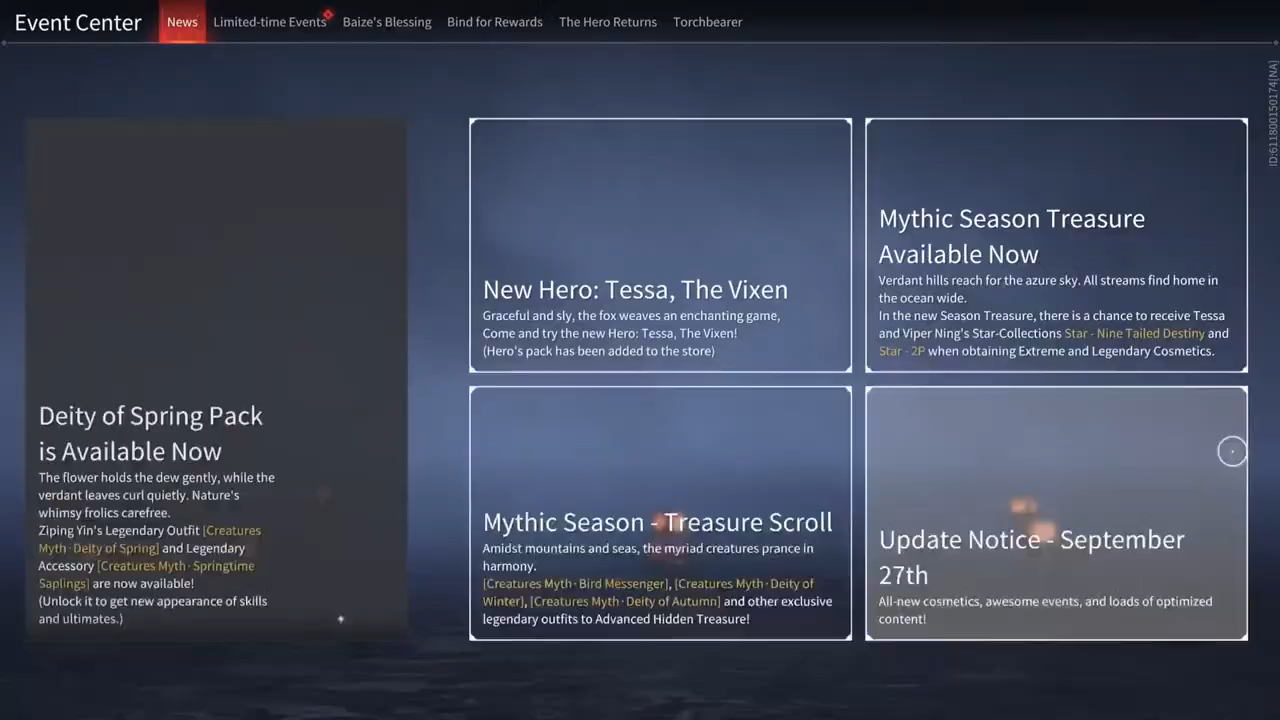 Event Center
News
Limited-time Events
Baize's Blessing
Bind for Rewards
The Hero Returns
Torchbearer
ID:611800150174[NA]
Deity of Spring Pack
is Available Now
The flower holds the dew gently, while the
verdant leaves curl quietly. Nature's
whimsy frolics carefree.
Ziping Yin's Legendary Outfit [Creatures
Myth · Deity of Spring] and Legendary
Accessory [Creatures Myth · Springtime
Saplings] are now available!
(Unlock it to get new appearance of skills
and ultimates.)
New Hero: Tessa, The Vixen
Graceful and sly, the fox weaves an enchanting game,
Come and try the new Hero: Tessa, The Vixen!
(Hero's pack has been added to the store)
Mythic Season Treasure
Available Now
Verdant hills reach for the azure sky. All streams find home in
the ocean wide.
In the new Season Treasure, there is a chance to receive Tessa
and Viper Ning's Star-Collections Star - Nine Tailed Destiny and
Star · 2P when obtaining Extreme and Legendary Cosmetics.
Mythic Season - Treasure Scroll
Amidst mountains and seas, the myriad creatures prance in
harmony.
[Creatures Myth · Bird Messenger], [Creatures Myth · Deity of
Winter], [Creatures Myth · Deity of Autumn] and other exclusive
legendary outfits to Advanced Hidden Treasure!
Update Notice - September
27th
All-new cosmetics, awesome events, and loads of optimized
content!